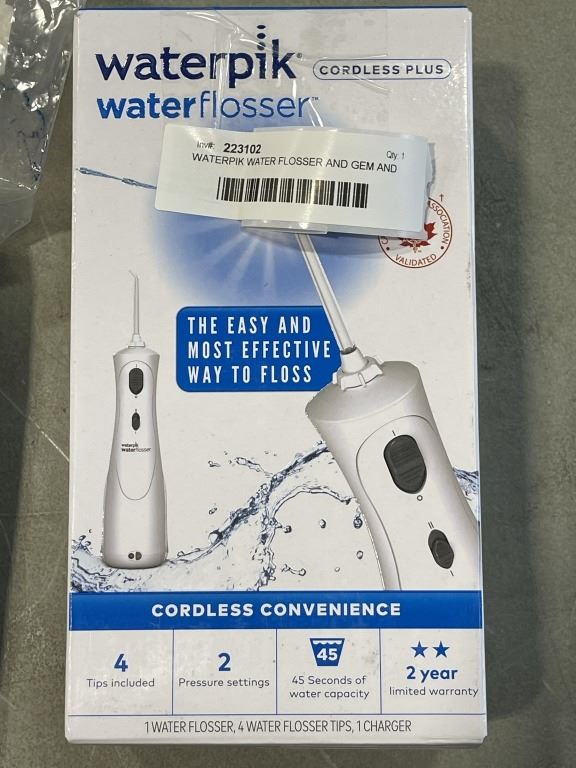 waterpik® CORDLESS PLUS
waterflosser™
Inv#: 223102 Qty: 1
WATERPIK WATER FLOSSER AND GEM AND
ASSOCIATION
VALIDATED
THE EASY AND
MOST EFFECTIVE
WAY TO FLOSS
waterpik
waterflosser
CORDLESS CONVENIENCE
4
Tips included
2
Pressure settings
45
45 Seconds of
water capacity
2 year
limited warranty
1 WATER FLOSSER, 4 WATER FLOSSER TIPS, 1 CHARGER